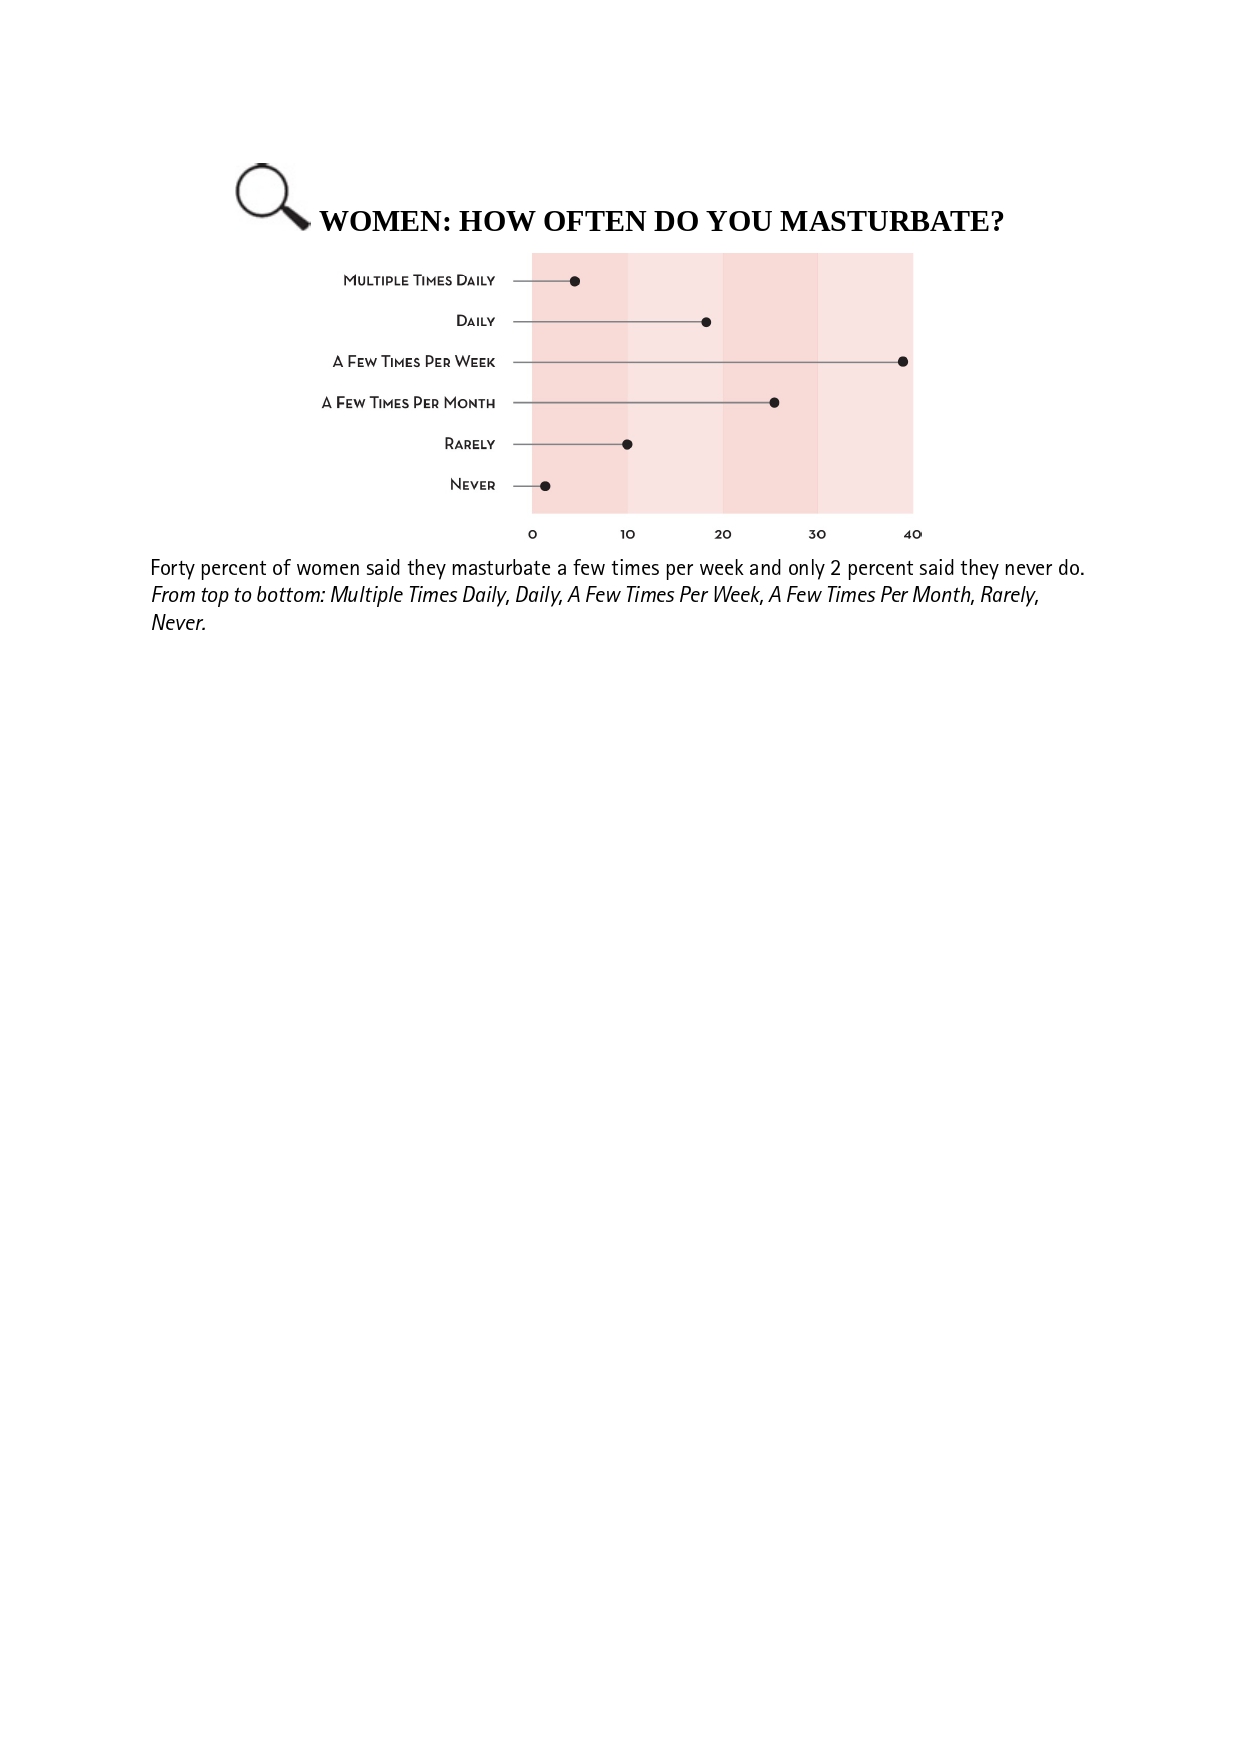 WOMEN: HOW OFTEN DO YOU MASTURBATE?
MULTIPLE TIMES DAILY
DAILY
A FEW TIMES PER WEEK
A FEW TIMES PER MONTH
RARELY
NEVER
0 10 20 30 40
Forty percent of women said they masturbate a few times per week and only 2 percent said they never do.
From top to bottom: Multiple Times Daily, Daily, A Few Times Per Week, A Few Times Per Month, Rarely,
Never.